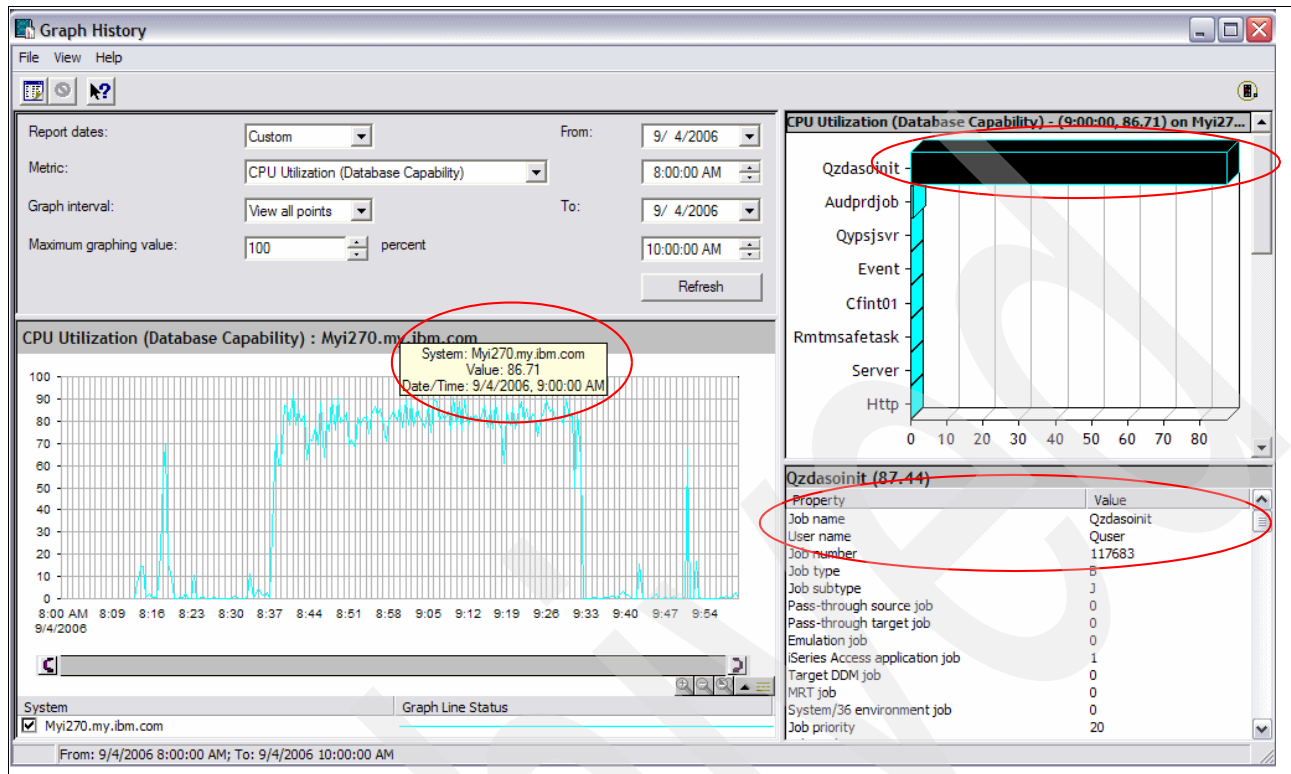 Graph History
File View Help
Report dates: Custom From: 9/ 4/2006
Metric: CPU Utilization (Database Capability) 8:00:00 AM
Graph interval: View all points To: 9/ 4/2006
Maximum graphing value: 100 percent 10:00:00 AM
Refresh
CPU Utilization (Database Capability) : Myi270.my.ibm.com
System: Myi270.my.ibm.com
Value: 86.71
Date/Time: 9/4/2006, 9:00:00 AM
100
90
80
70
60
50
40
30
20
10
0
8:00 AM 8:09 8:16 8:23 8:30 8:37 8:44 8:51 8:58 9:05 9:12 9:19 9:26 9:33 9:40 9:47 9:54
9/4/2006
System Graph Line Status
Myi270.my.ibm.com
From: 9/4/2006 8:00:00 AM; To: 9/4/2006 10:00:00 AM
CPU Utilization (Database Capability) - (9:00:00, 86.71) on Myi27...
Qzdasoinit
Audprdjob
Qypsjsvr
Event
Cfint01
Rmtmsafetask
Server
Http
0 10 20 30 40 50 60 70 80
Qzdasoinit (87.44)
Property Value
Job name Qzdasoinit
User name Quser
Job number 117683
Job type B
Job subtype J
Pass-through source job 0
Pass-through target job 0
Emulation job 0
iSeries Access application job 1
Target DDM job 0
MRT job 0
System/36 environment job 0
Job priority 20